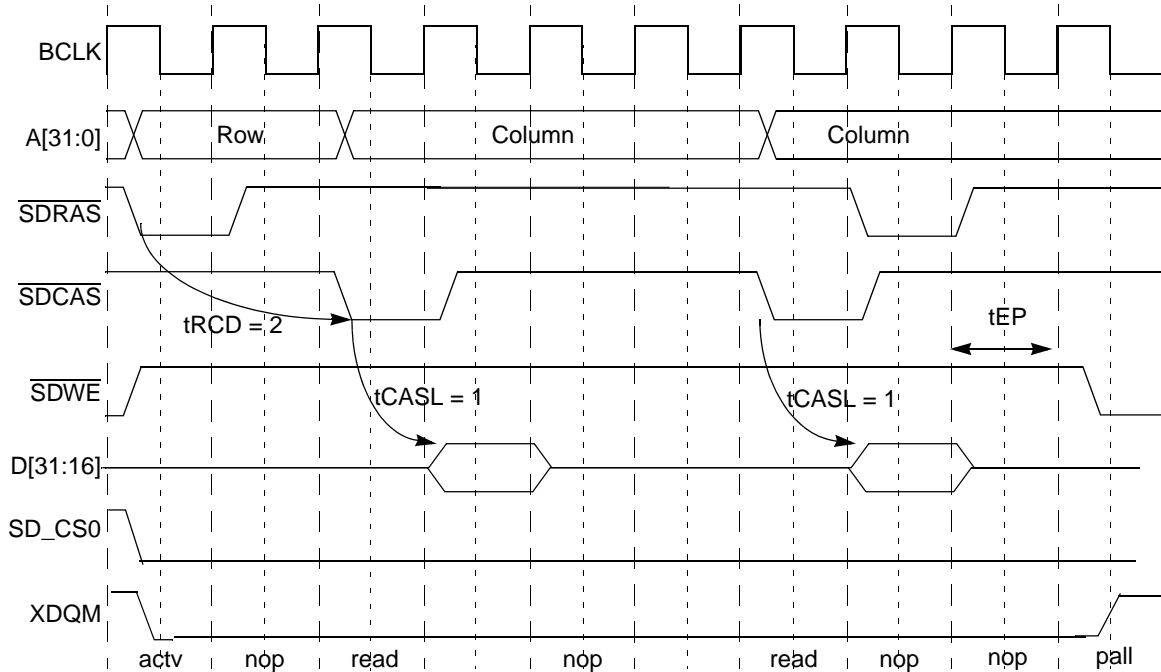 BCLK
A[31:0]
Row
Column
Column
SDRAS
SDCAS
tRCD = 2
tEP
SDWE
tCASL = 1
tCASL = 1
D[31:16]
SD_CS0
XDQM
actv nop read nop read nop nop pall